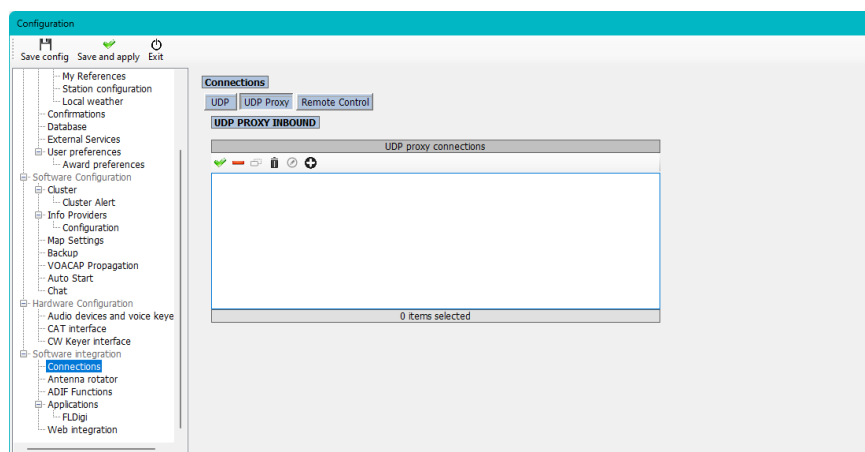 Configuration
Save config Save and apply Exit
My References
Station configuration
Local weather
Confirmations
Database
External Services
User preferences
Award preferences
Software Configuration
Cluster
Cluster Alert
Info Providers
Configuration
Map Settings
Backup
VOACAP Propagation
Auto Start
Chat
Hardware Configuration
Audio devices and voice keye
CAT interface
CW Keyer interface
Software integration
Connections
Antenna rotator
ADIF Functions
Applications
FLDigi
Web integration
Connections
UDP UDP Proxy Remote Control
UDP PROXY INBOUND
UDP proxy connections
0 items selected